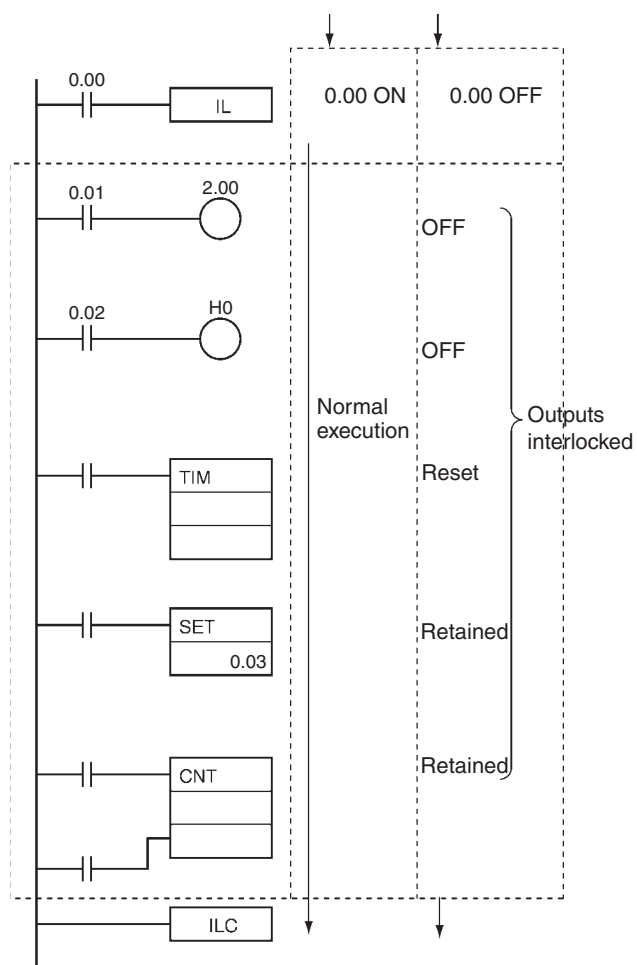 0.00
IL
0.00 ON
0.00 OFF
0.01
2.00
OFF
0.02
H0
OFF
Normal
execution
Outputs
interlocked
TIM
Reset
SET
0.03
Retained
CNT
Retained
ILC